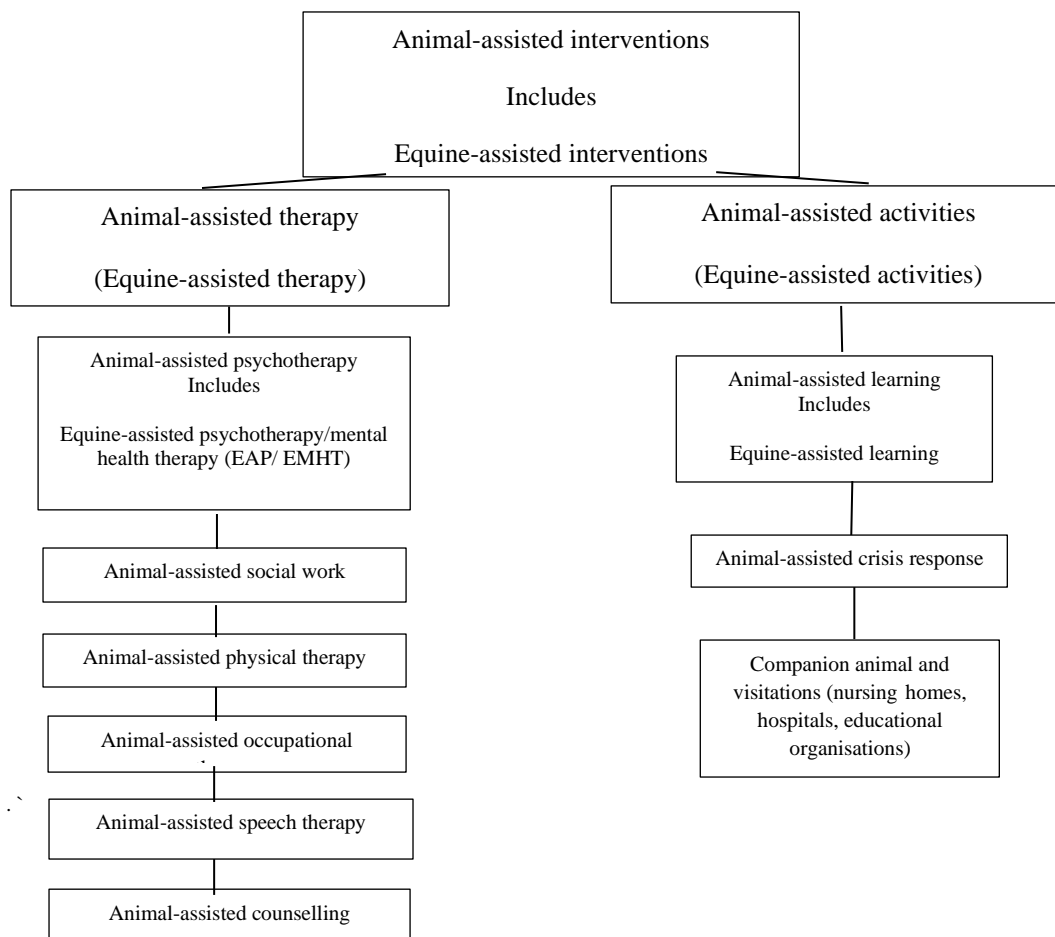 Animal-assisted interventions
Includes
Equine-assisted interventions
Animal-assisted therapy
(Equine-assisted therapy)
Animal-assisted psychotherapy
Includes
Equine-assisted psychotherapy/mental
health therapy (EAP/ EMHT)
Animal-assisted social work
Animal-assisted physical therapy
Animal-assisted occupational
Animal-assisted speech therapy
Animal-assisted counselling
Animal-assisted activities
(Equine-assisted activities)
Animal-assisted learning
Includes
Equine-assisted learning
Animal-assisted crisis response
Companion animal and
visitations (nursing homes,
hospitals, educational
organisations)
. `